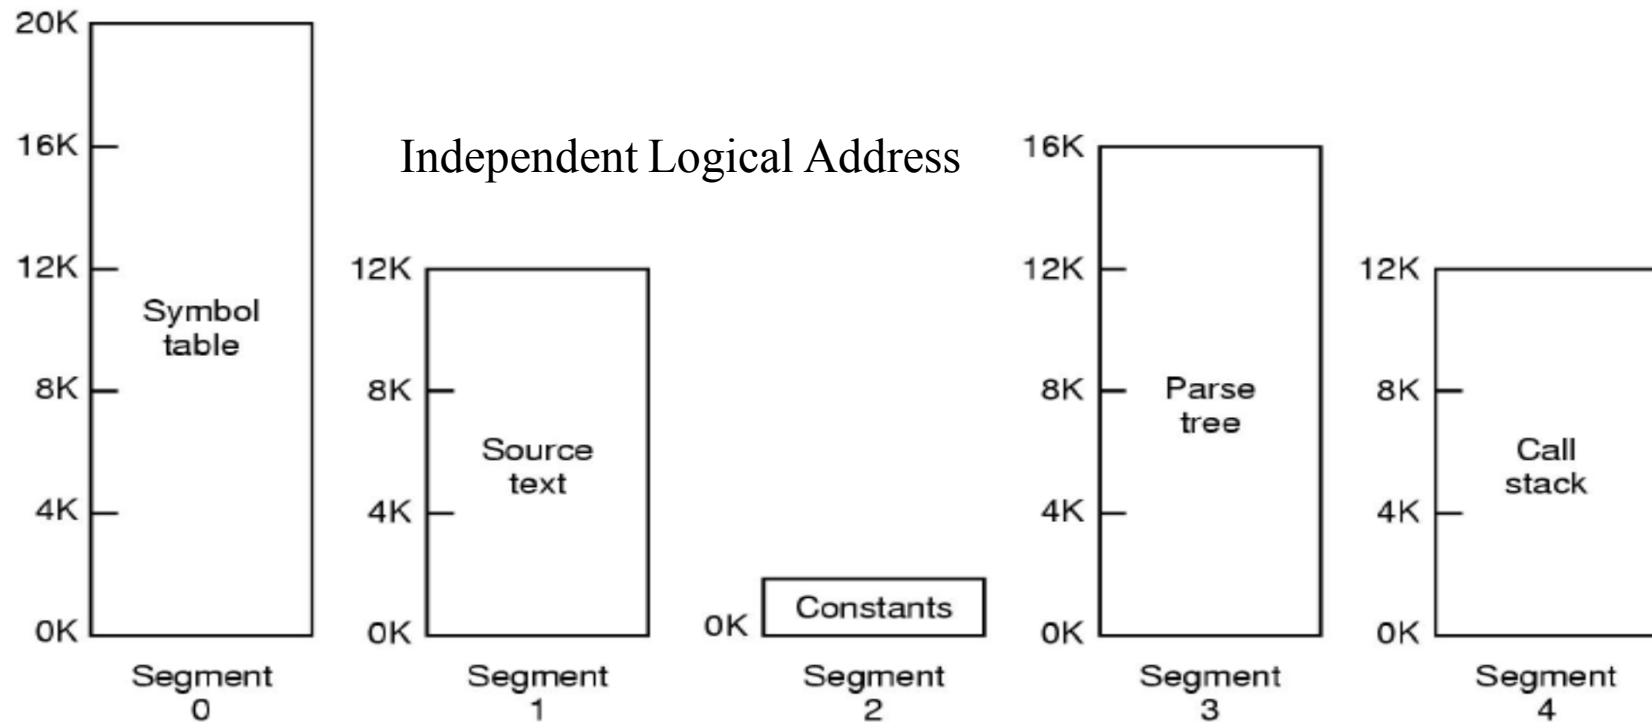 Independent Logical Address
20K
16K
12K
8K
4K
0K
Symbol
table
Segment
0
12K
8K
4K
0K
Source
text
Segment
1
0K
Constants
Segment
2
16K
12K
8K
4K
0K
Parse
tree
Segment
3
12K
8K
4K
0K
Call
stack
Segment
4